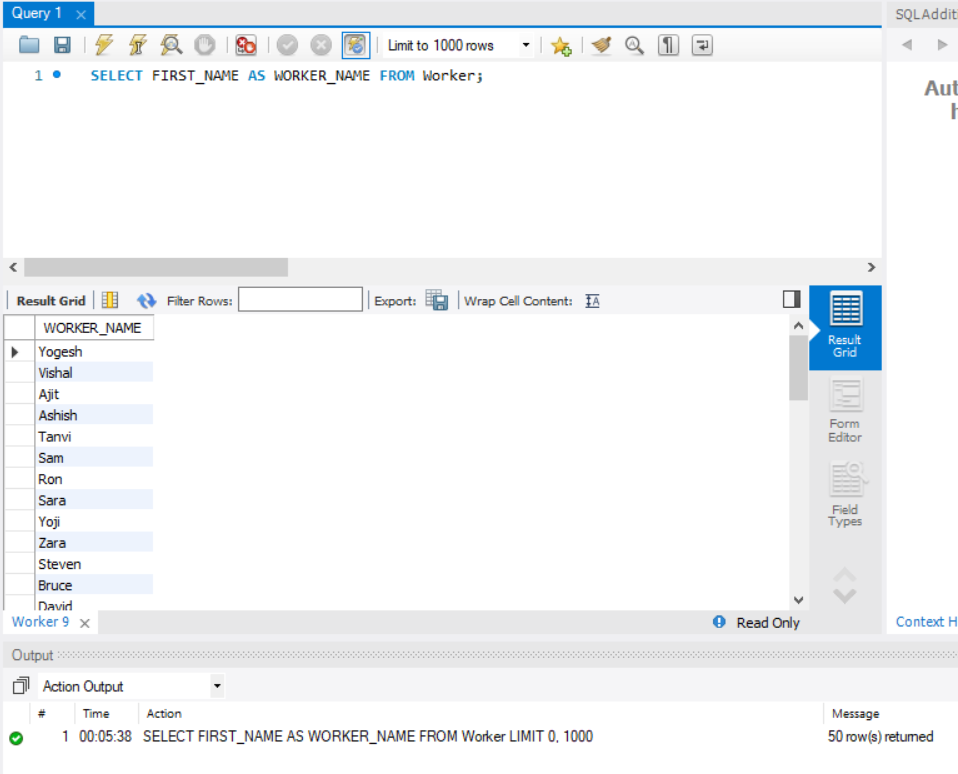 Query 1
SQLAdditi
Limit to 1000 rows
Aut
h
1 SELECT FIRST_NAME AS WORKER_NAME FROM Worker;
Result Grid Filter Rows: Export: Wrap Cell Content:
WORKER_NAME
Yogesh
Vishal
Ajit
Ashish
Tanvi
Sam
Ron
Sara
Yoji
Zara
Steven
Bruce
David
Result
Grid
Form
Editor
Field
Types
Worker 9 Read Only
Context H
Output
Action Output
# Time Action Message
1 00:05:38 SELECT FIRST_NAME AS WORKER_NAME FROM Worker LIMIT 0, 1000 50 row(s) returned